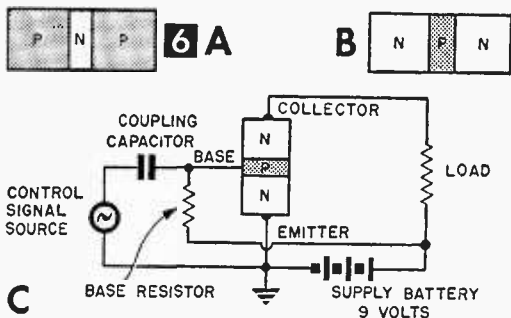 P N P 6 A
B N P N
COLLECTOR
COUPLING
CAPACITOR
BASE
N
P
N
LOAD
CONTROL
SIGNAL
SOURCE
EMITTER
C
BASE RESISTOR
SUPPLY BATTERY
9 VOLTS